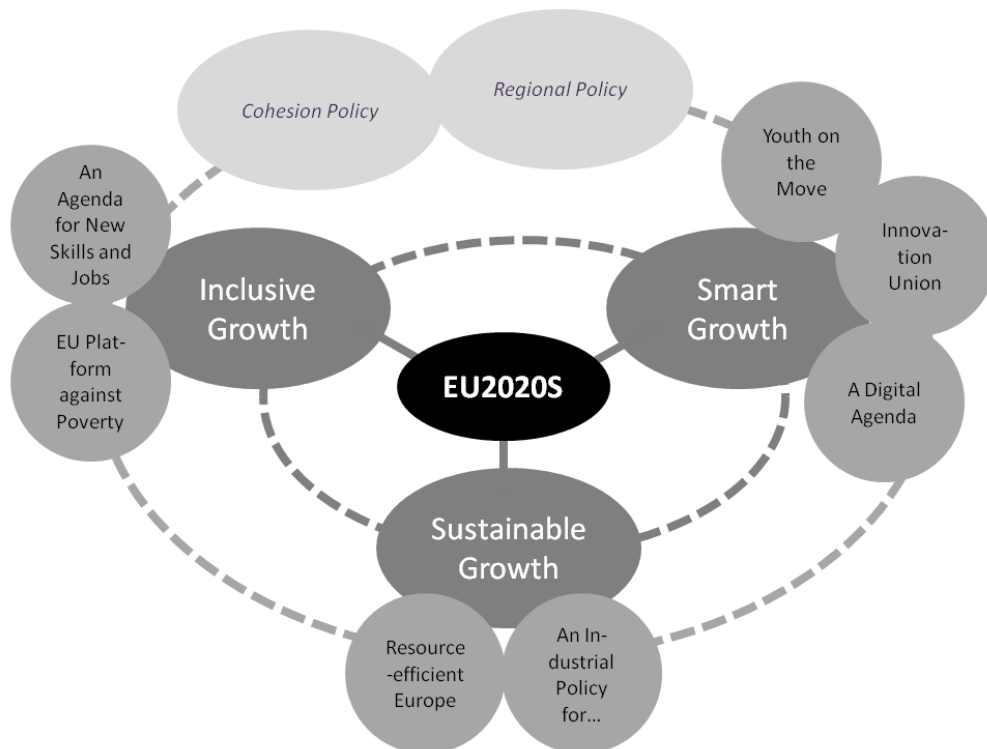 Cohesion Policy
Regional Policy
Youth on
the
Move
An
Agenda
for New
Skills and
Jobs
Innova-
tion
Union
Inclusive
Growth
Smart
Growth
EU Plat-
form
against
Poverty
EU2020S
A Digital
Agenda
Sustainable
Growth
Resource
-efficient
Europe
An In-
dustrial
Policy
for...